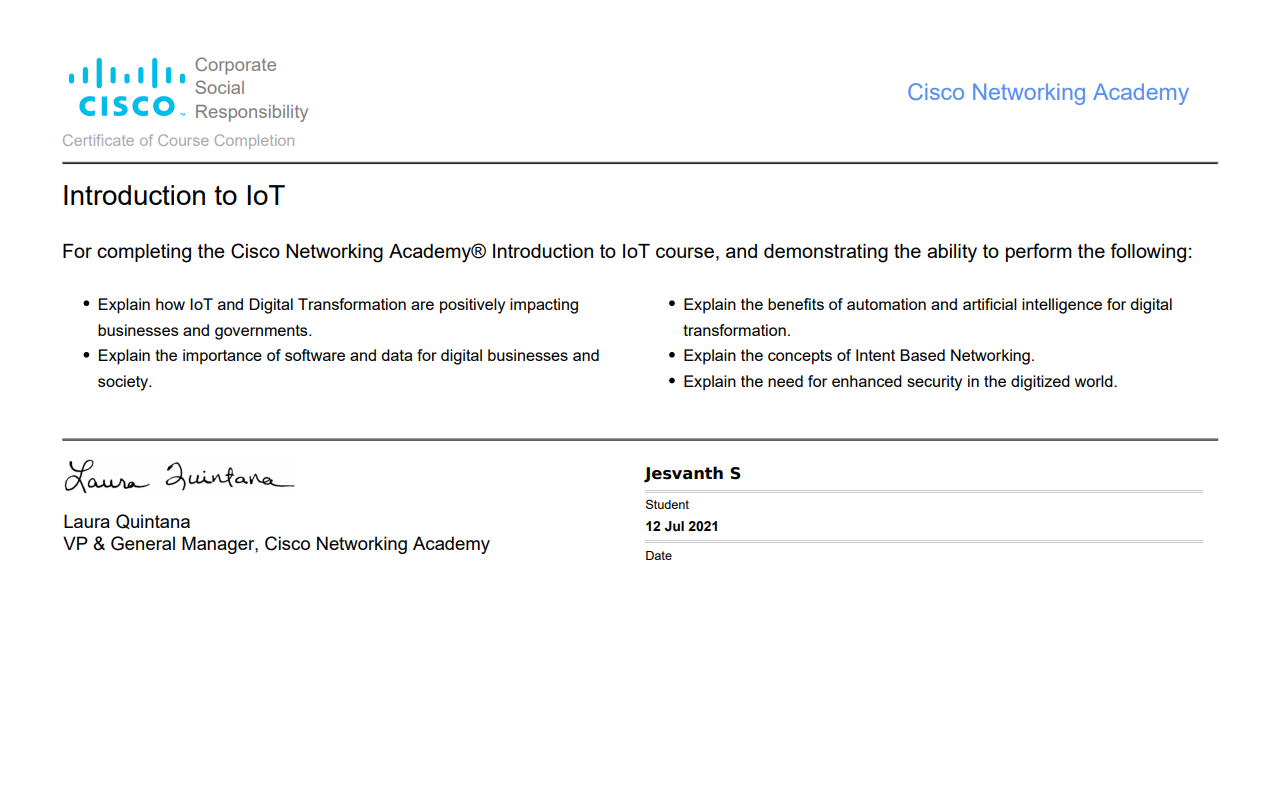 Corporate
Social
Responsibility
CISCO™
Cisco Networking Academy
Certificate of Course Completion
Introduction to IoT
For completing the Cisco Networking Academy® Introduction to IoT course, and demonstrating the ability to perform the following:
• Explain how IoT and Digital Transformation are positively impacting
businesses and governments.
• Explain the importance of software and data for digital businesses and
society.
• Explain the benefits of automation and artificial intelligence for digital
transformation.
• Explain the concepts of Intent Based Networking.
• Explain the need for enhanced security in the digitized world.
Laura Quintana
Laura Quintana
VP & General Manager, Cisco Networking Academy
Jesvanth S
Student
12 Jul 2021
Date